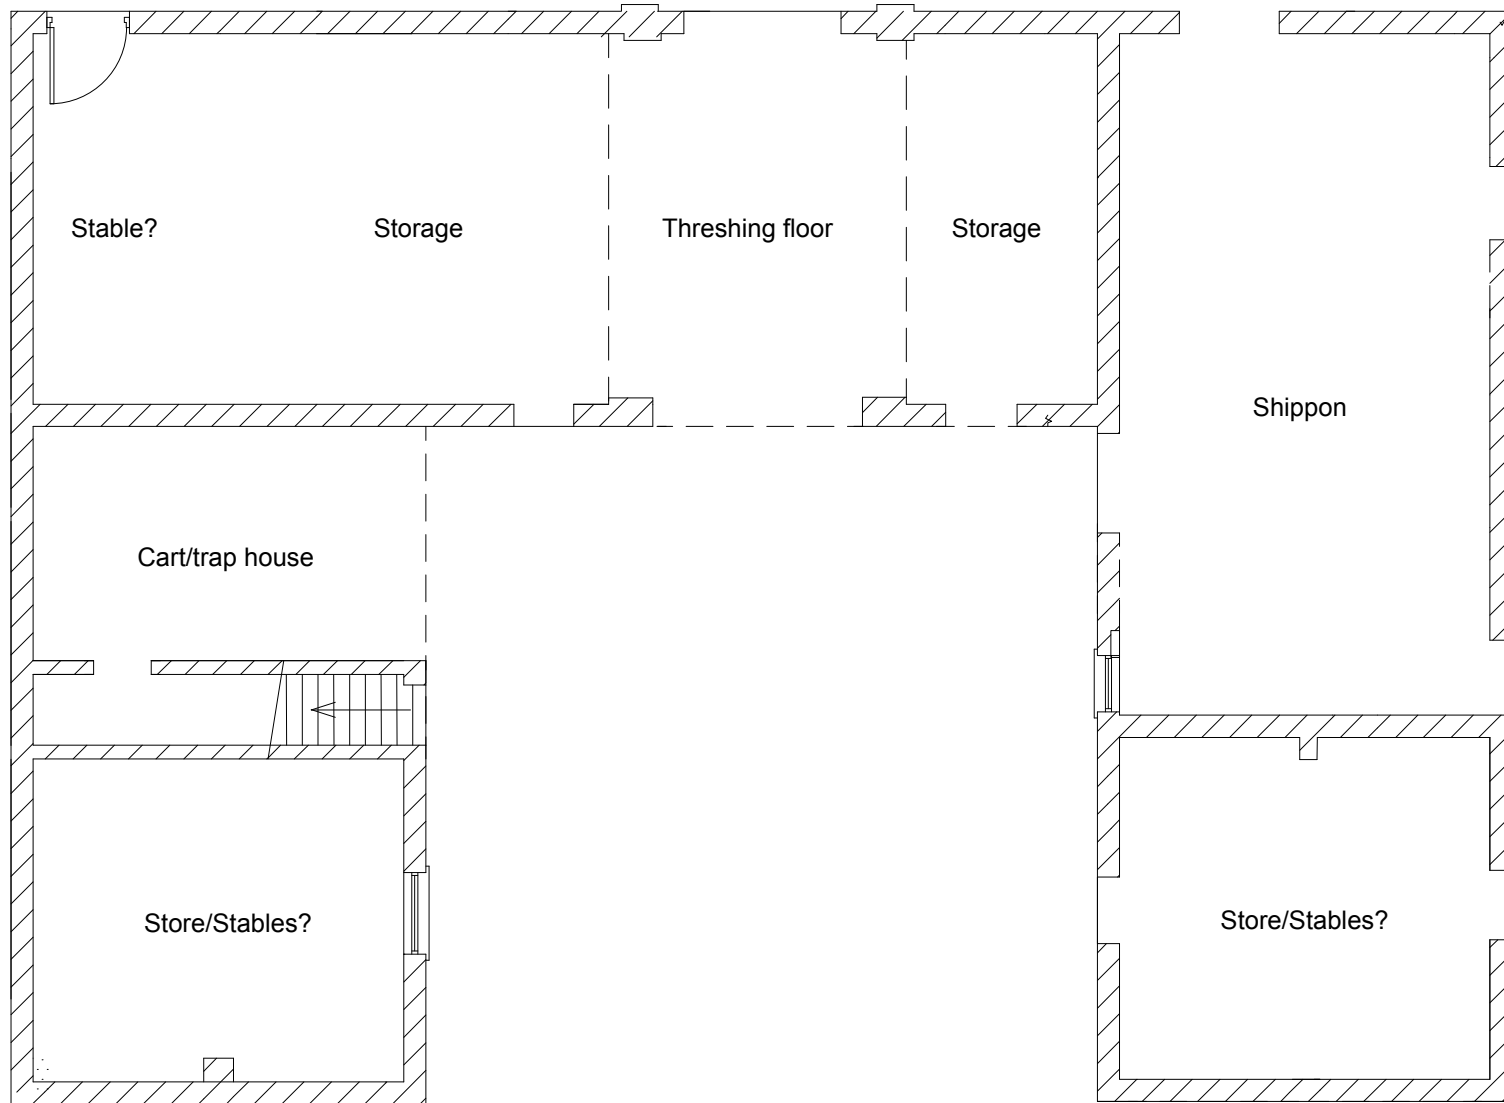 Stable?
Storage
Threshing floor
Storage
Shippon
Cart/trap house
Store/Stables?
Store/Stables?